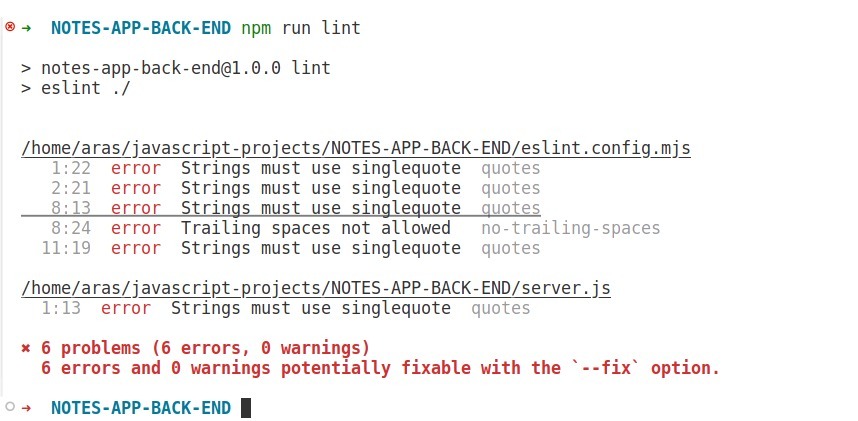 ➜ NOTES-APP-BACK-END npm run lint
> notes-app-back-end@1.0.0 lint
> eslint ./
/home/aras/javascript-projects/NOTES-APP-BACK-END/eslint.config.mjs
1:22 error Strings must use singlequote quotes
2:21 error Strings must use singlequote quotes
8:13 error Strings must use singlequote quotes
8:24 error Trailing spaces not allowed no-trailing-spaces
11:19 error Strings must use singlequote quotes
/home/aras/javascript-projects/NOTES-APP-BACK-END/server.js
1:13 error Strings must use singlequote quotes
✖ 6 problems (6 errors, 0 warnings)
6 errors and 0 warnings potentially fixable with the `--fix` option.
➜ NOTES-APP-BACK-END